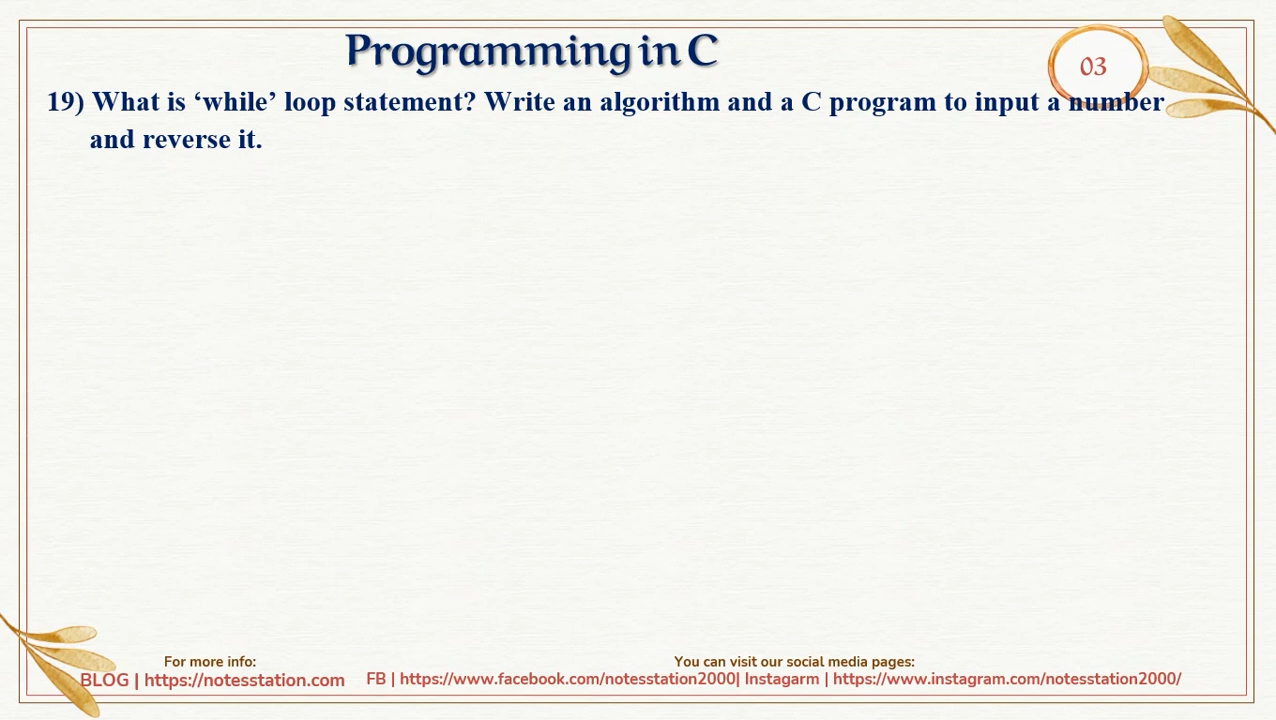 Programming in C
03
19) What is ‘while’ loop statement? Write an algorithm and a C program to input a number
and reverse it.
For more info:
You can visit our social media pages:
BLOG | https://notesstation.com
FB | https://www.facebook.com/notesstation2000| Instagarm | https://www.instagram.com/notesstation2000/